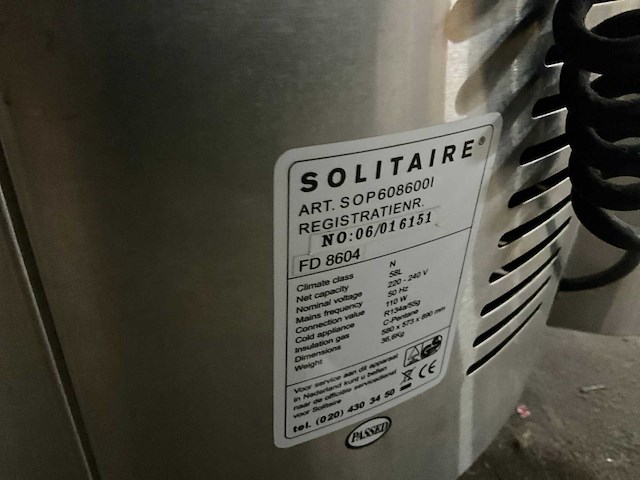 SOLITAIRE®
ART. SOP608600I
REGISTRATIENR.
NO:06/016151
FD 8604
Climate class N
Net capacity 58L
Nominal voltage 220 - 240 V
Mains frequency 50 Hz
Connection value 110 W
Cold appliance R134a/55g
Insulation gas C-Pentane
Dimensions 580 x 573 x 890 mm
Weight 36,6Kg
Voor service aan dit apparaat
in Nederland kunt u bellen
naar de officiële servicedienst
voor Solitaire
tel. (020) 430 34 50
CE
PASSED